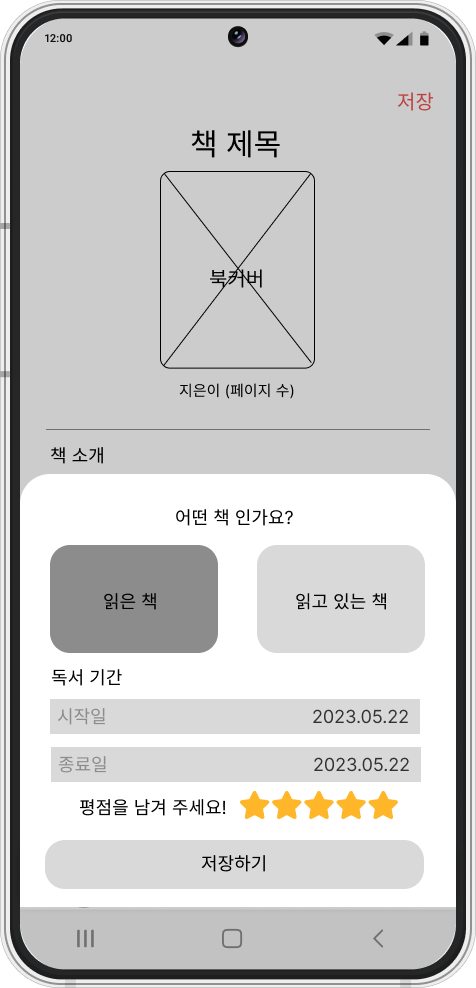 12:00
저장
책 제목
북커버
지은이 (페이지 수)
책 소개
어떤 책 인가요?
읽은 책 읽고 있는 책
독서 기간
시작일 2023.05.22
종료일 2023.05.22
평점을 남겨 주세요!
저장하기